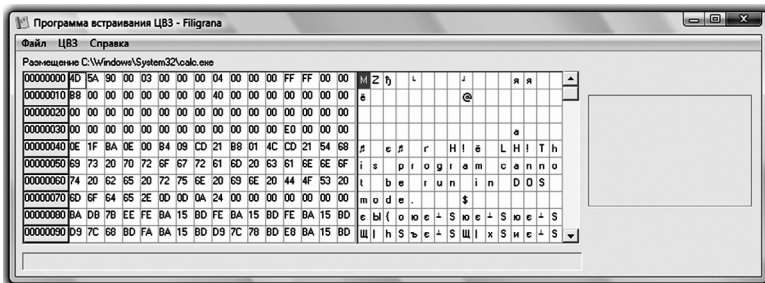 Программа встраивания ЦВЗ - Filigrana
Файл ЦВЗ Справка
Размещение C:\Windows\System32\calc.exe
00000000 4D 5A 90 00 03 00 00 00 04 00 00 00 FF FF 00 00 M Z ђ └ ┘ я я
00000010 B8 00 00 00 00 00 00 00 40 00 00 00 00 00 00 00 ё @
00000020 00 00 00 00 00 00 00 00 00 00 00 00 00 00 00 00
00000030 00 00 00 00 00 00 00 00 00 00 00 00 E0 00 00 00 а
00000040 0E 1F BA 0E 00 B4 09 CD 21 B8 01 4C CD 21 54 68 ♫ є ♫ ґ Н ! ё L Н ! T h
00000050 69 73 20 70 72 6F 67 72 61 6D 20 63 61 6E 6E 6F i s p r o g r a m c a n n o
00000060 74 20 62 65 20 72 75 6E 20 69 6E 20 44 4F 53 20 t b e r u n i n D O S
00000070 6D 6F 64 65 2E 0D 0D 0A 24 00 00 00 00 00 00 00 m o d e . $
00000080 BA DB 7B EE FE BA 15 BD FE BA 15 BD FE BA 15 BD є Ы { о ю є ┴ S ю є ┴ S ю є ┴ S
00000090 D9 7C 68 BD FA BA 15 BD D9 7C 78 BD E8 BA 15 BD Щ | h S ъ є ┴ S Щ | x S и є ┴ S